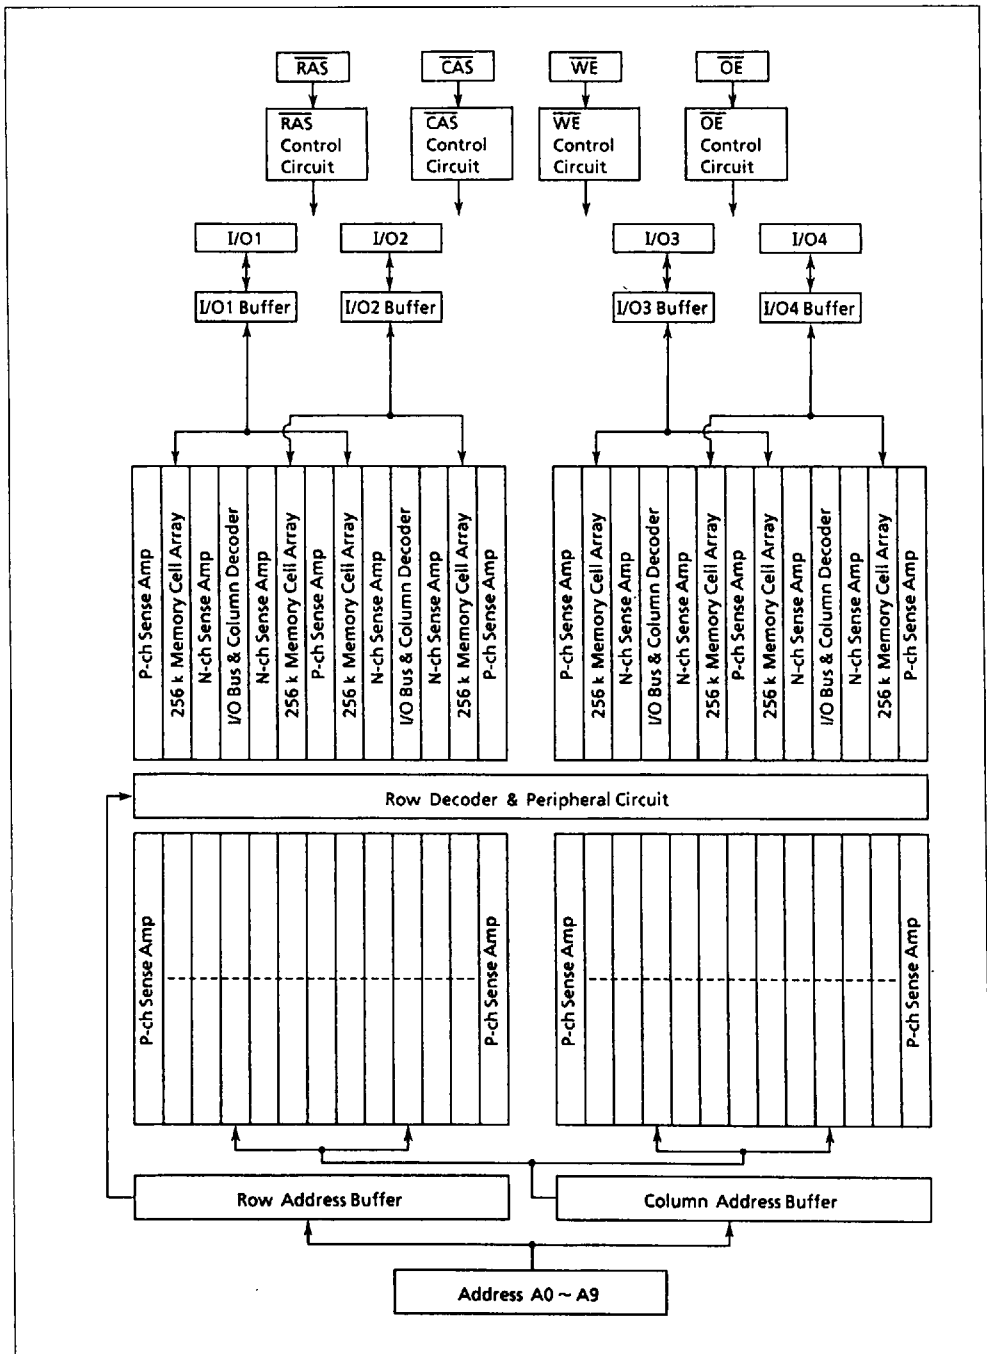 RAS CAS WE OE
RAS Control Circuit
CAS Control Circuit
WE Control Circuit
OE Control Circuit
I/O1 I/O2 I/O3 I/O4
I/O1 Buffer I/O2 Buffer I/O3 Buffer I/O4 Buffer
P-ch Sense Amp
256 k Memory Cell Array
N-ch Sense Amp
I/O Bus & Column Decoder
N-ch Sense Amp
256 k Memory Cell Array
P-ch Sense Amp
256 k Memory Cell Array
N-ch Sense Amp
I/O Bus & Column Decoder
N-ch Sense Amp
256 k Memory Cell Array
P-ch Sense Amp
P-ch Sense Amp
256 k Memory Cell Array
N-ch Sense Amp
I/O Bus & Column Decoder
N-ch Sense Amp
256 k Memory Cell Array
P-ch Sense Amp
256 k Memory Cell Array
N-ch Sense Amp
I/O Bus & Column Decoder
N-ch Sense Amp
256 k Memory Cell Array
P-ch Sense Amp
Row Decoder & Peripheral Circuit
P-ch Sense Amp
P-ch Sense Amp
P-ch Sense Amp
P-ch Sense Amp
Row Address Buffer
Column Address Buffer
Address A0 ~ A9